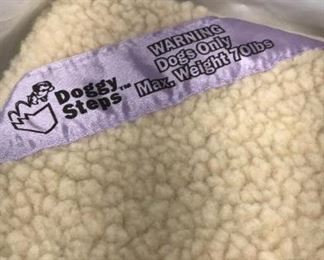 Doggy
Steps™
WARNING
Dogs Only
Max. Weight 70lbs